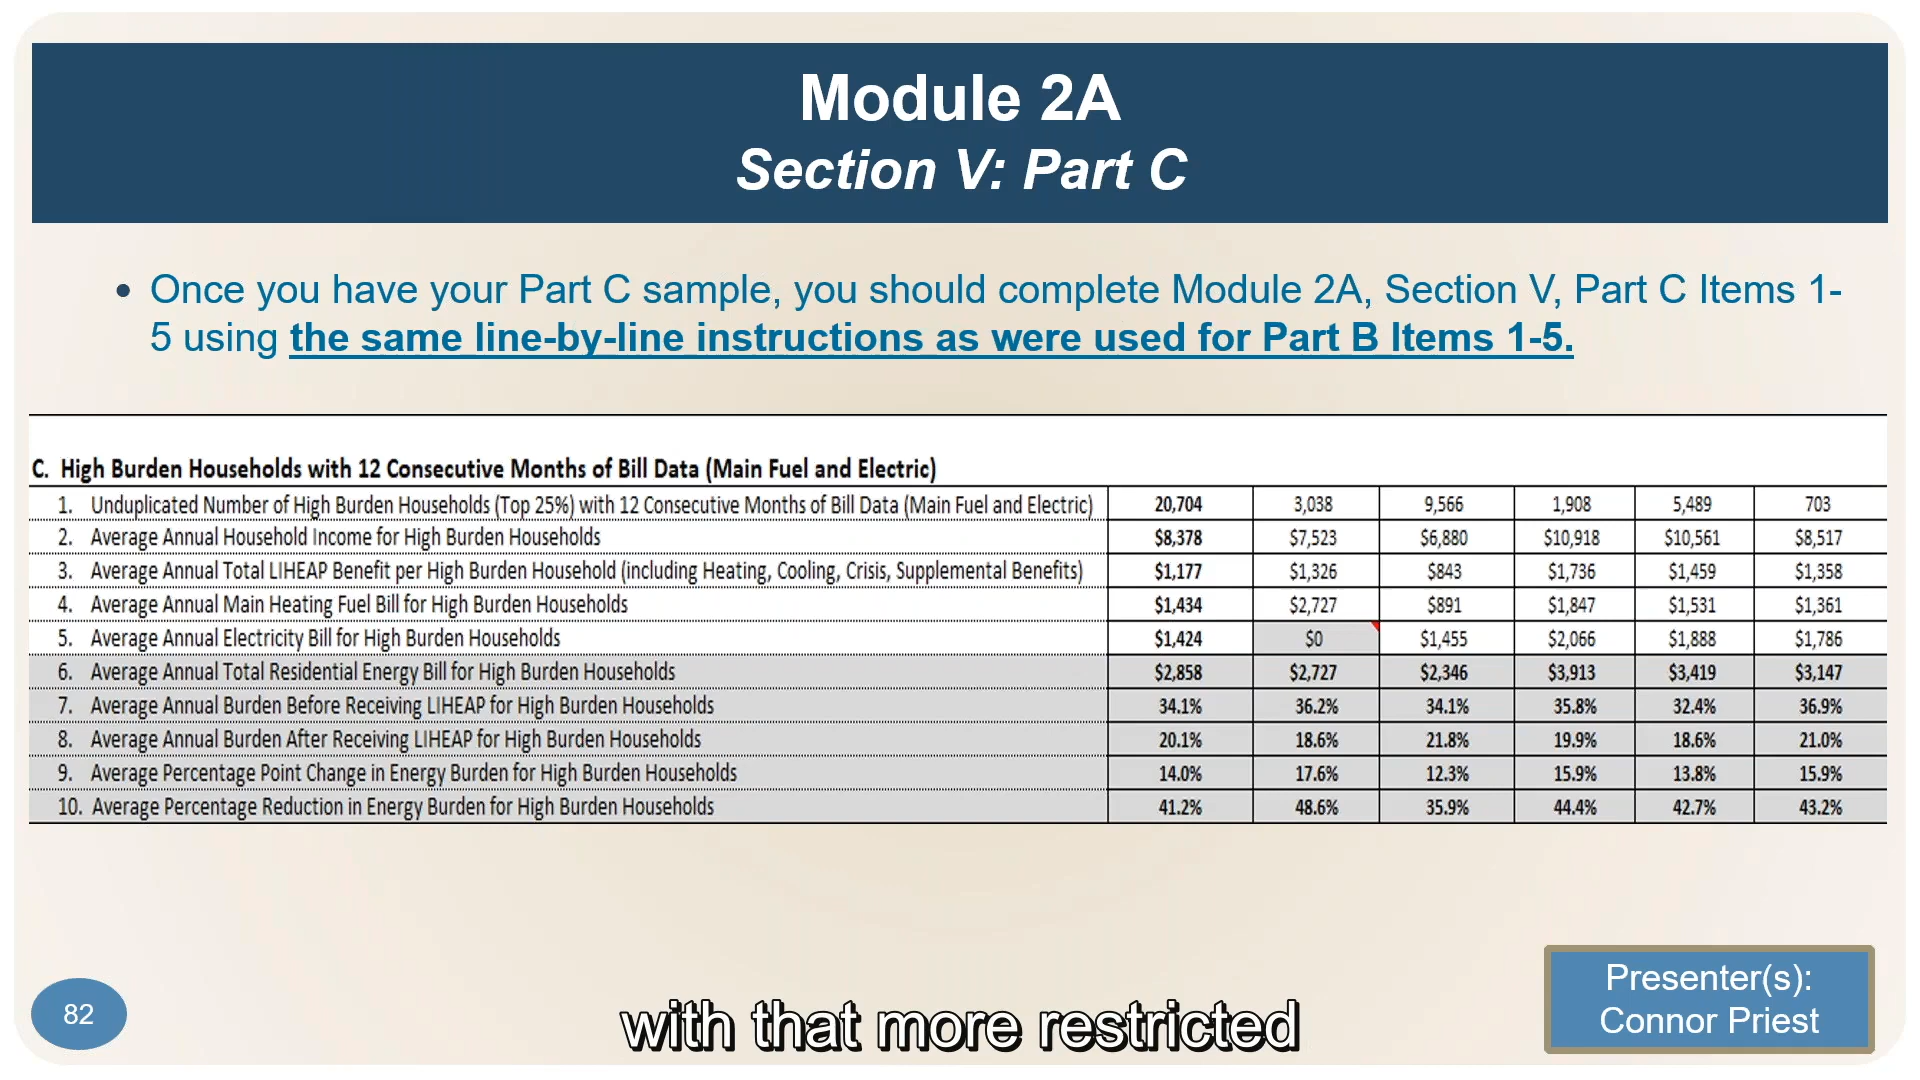 Module 2A
Section V: Part C
• Once you have your Part C sample, you should complete Module 2A, Section V, Part C Items 1-
5 using the same line-by-line instructions as were used for Part B Items 1-5.
C. High Burden Households with 12 Consecutive Months of Bill Data (Main Fuel and Electric)
1. Unduplicated Number of High Burden Households (Top 25%) with 12 Consecutive Months of Bill Data (Main Fuel and Electric) 20,704 3,038 9,566 1,908 5,489 703
2. Average Annual Household Income for High Burden Households $8,378 $7,523 $6,880 $10,918 $10,561 $8,517
3. Average Annual Total LIHEAP Benefit per High Burden Household (including Heating, Cooling, Crisis, Supplemental Benefits) $1,177 $1,326 $843 $1,736 $1,459 $1,358
4. Average Annual Main Heating Fuel Bill for High Burden Households $1,434 $2,727 $891 $1,847 $1,531 $1,361
5. Average Annual Electricity Bill for High Burden Households $1,424 $0 $1,455 $2,066 $1,888 $1,786
6. Average Annual Total Residential Energy Bill for High Burden Households $2,858 $2,727 $2,346 $3,913 $3,419 $3,147
7. Average Annual Burden Before Receiving LIHEAP for High Burden Households 34.1% 36.2% 34.1% 35.8% 32.4% 36.9%
8. Average Annual Burden After Receiving LIHEAP for High Burden Households 20.1% 18.6% 21.8% 19.9% 18.6% 21.0%
9. Average Percentage Point Change in Energy Burden for High Burden Households 14.0% 17.6% 12.3% 15.9% 13.8% 15.9%
10. Average Percentage Reduction in Energy Burden for High Burden Households 41.2% 48.6% 35.9% 44.4% 42.7% 43.2%
Presenter(s):
Connor Priest
82
with that more restricted